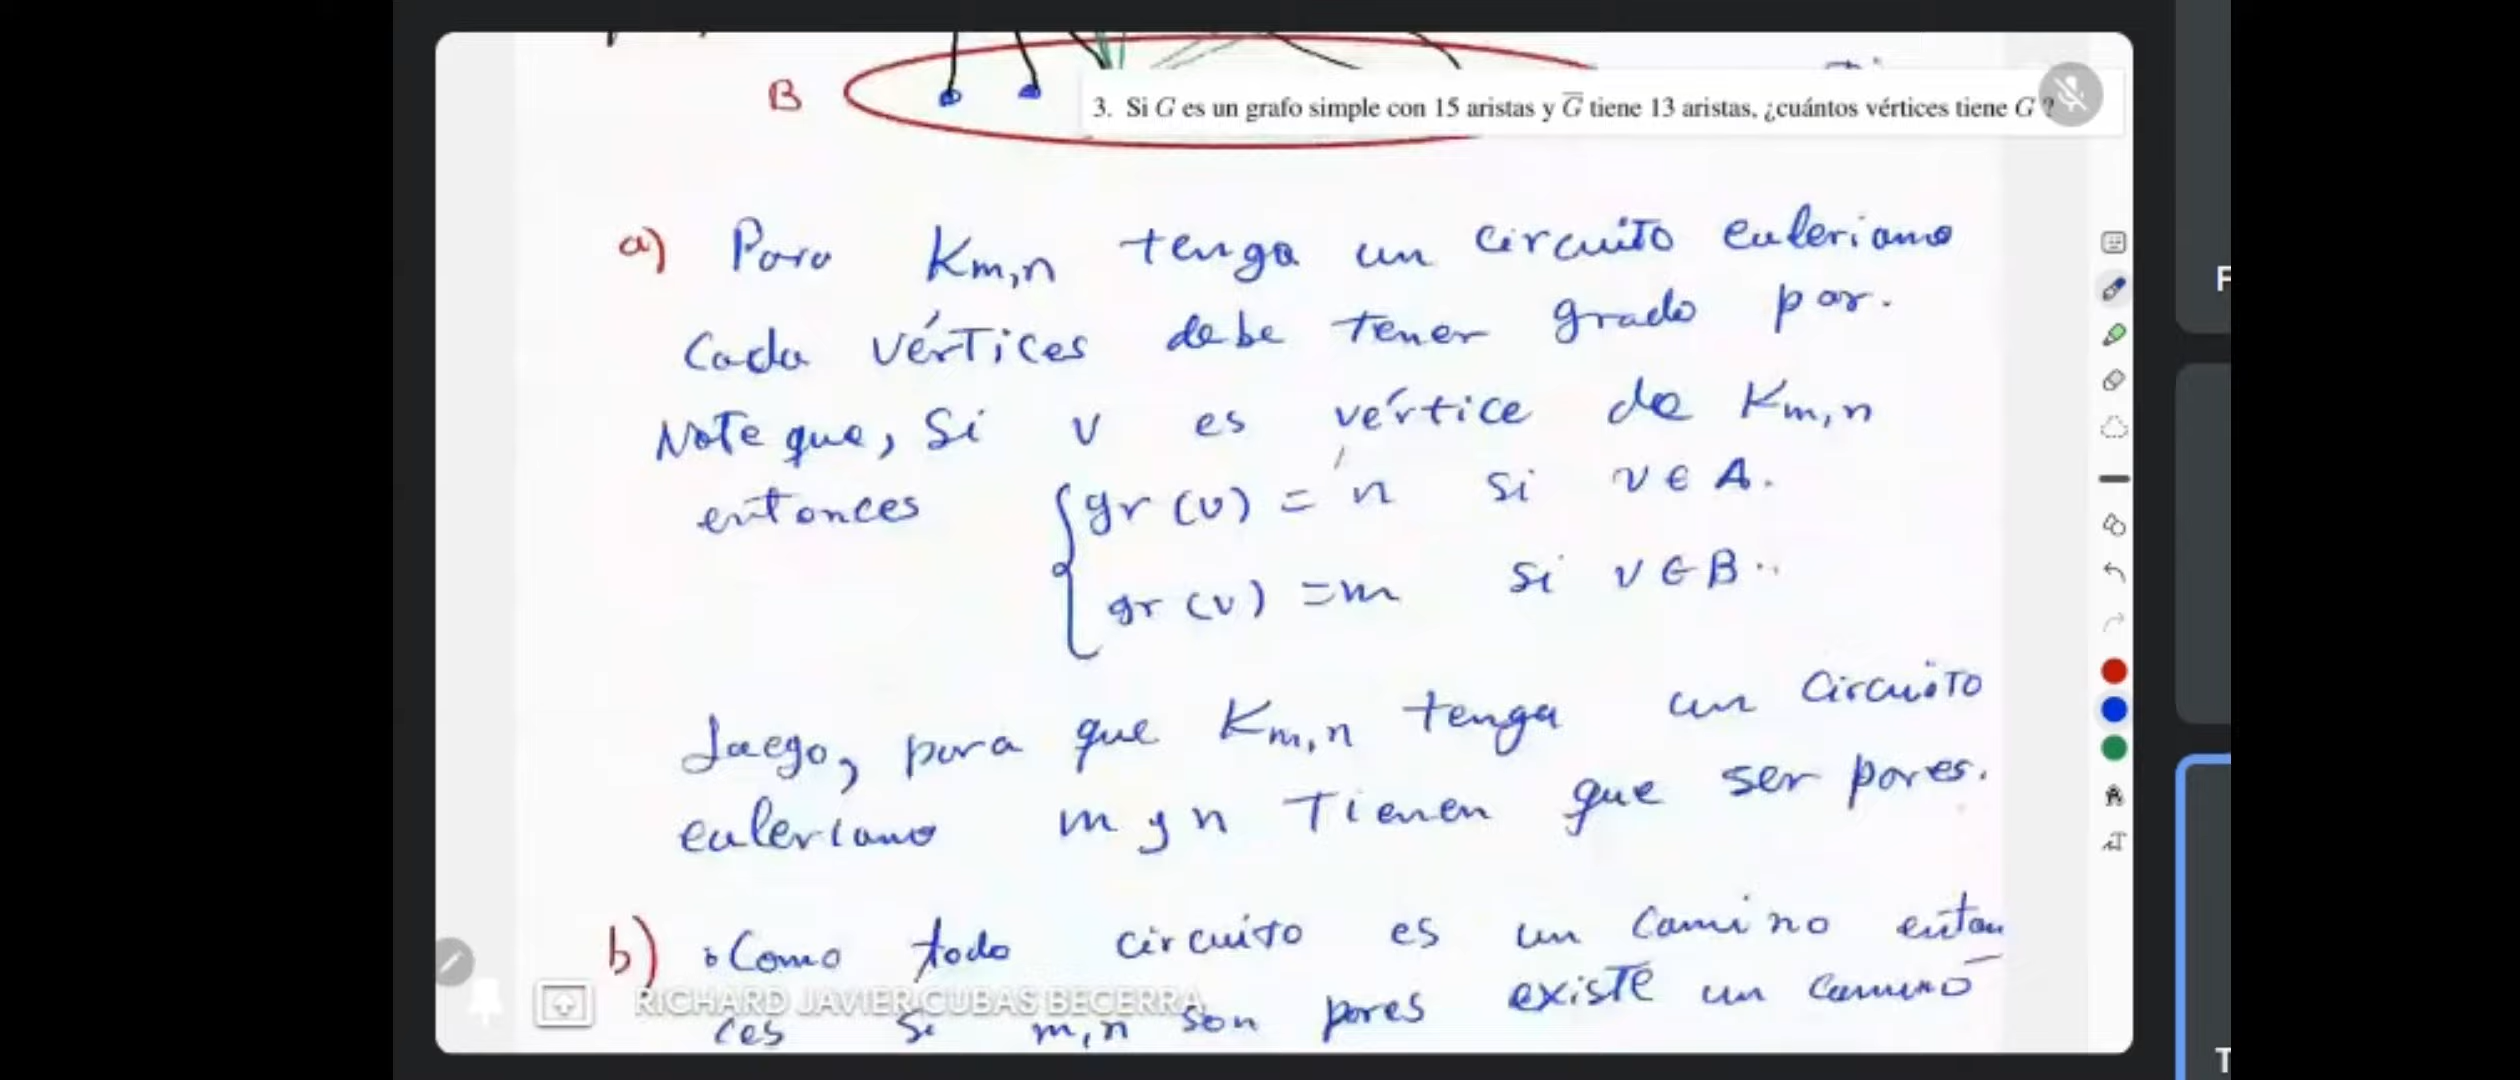 B
3. Si G es un grafo simple con 15 aristas y G̅ tiene 13 aristas, ¿cuántos vértices tiene G ?
a) Para Km,n tenga un circuito euleriano
Cada vértices debe tener grado par.
Note que, Si v es vértice de Km,n
entonces { gr (v) = n si v ∈ A.
gr (v) = m si v ∈ B..
Luego, para que Km,n tenga un circuito
euleriano m y n Tienen que ser pares.
b) • Como todo circuito es un camino enton
RICHARD JAVIER CUBAS BECERRA
ces si m,n son pares existe un camino
F
T